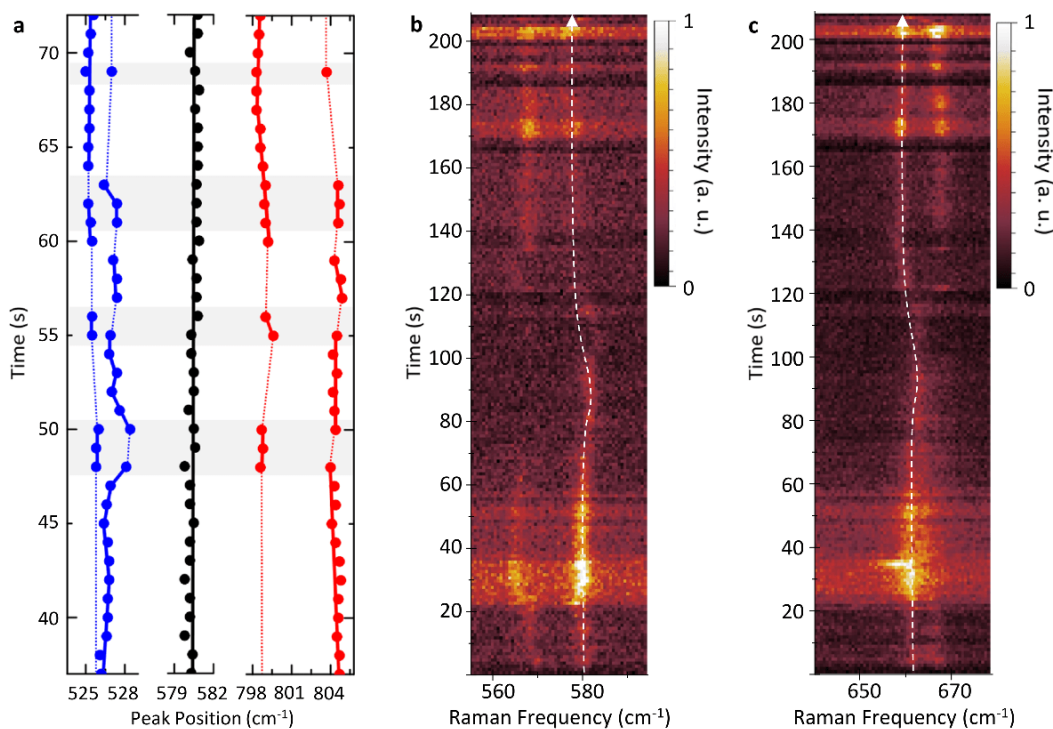 a
70
65
60
55
50
45
40
Time (s)
525 528 579 582 798 801 804
Peak Position (cm⁻¹)
b
200
180
160
140
120
100
80
60
40
20
Time (s)
560 580
Raman Frequency (cm⁻¹)
1
Intensity (a. u.)
0
c
200
180
160
140
120
100
80
60
40
20
Time (s)
650 670
Raman Frequency (cm⁻¹)
1
Intensity (a. u.)
0